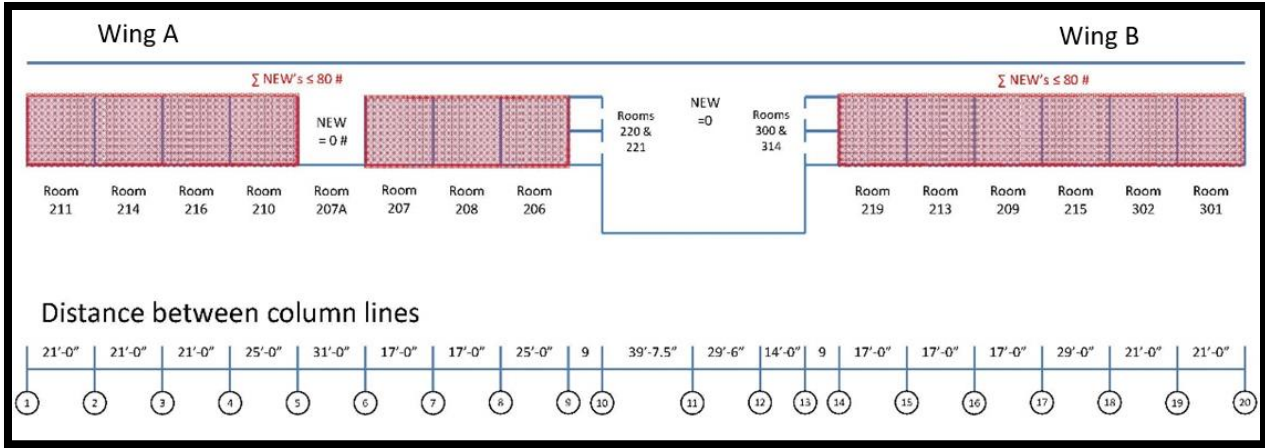 Wing A
Wing B
∑ NEW's ≤ 80 #
∑ NEW's ≤ 80 #
NEW
= 0 #
Rooms
220 &
221
NEW
=0
Rooms
300 &
314
Room
211
Room
214
Room
216
Room
210
Room
207A
Room
207
Room
208
Room
206
Room
219
Room
213
Room
209
Room
215
Room
302
Room
301
Distance between column lines
21'-0" 21'-0" 21'-0" 25'-0" 31'-0" 17'-0" 17'-0" 25'-0" 9 39'-7.5" 29'-6" 14'-0" 9 17'-0" 17'-0" 17'-0" 29'-0" 21'-0" 21'-0"
1 2 3 4 5 6 7 8 9 10 11 12 13 14 15 16 17 18 19 20